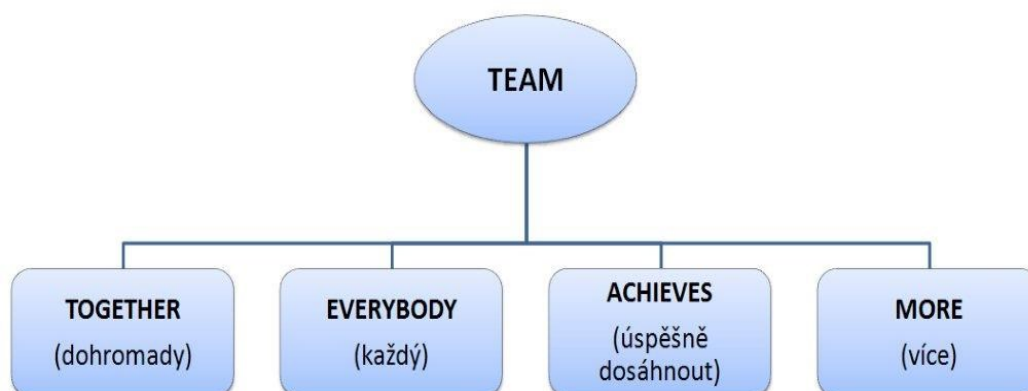 TEAM
TOGETHER
(dohromady)
EVERYBODY
(každý)
ACHIEVES
(úspěšně
dosáhnout)
MORE
(více)